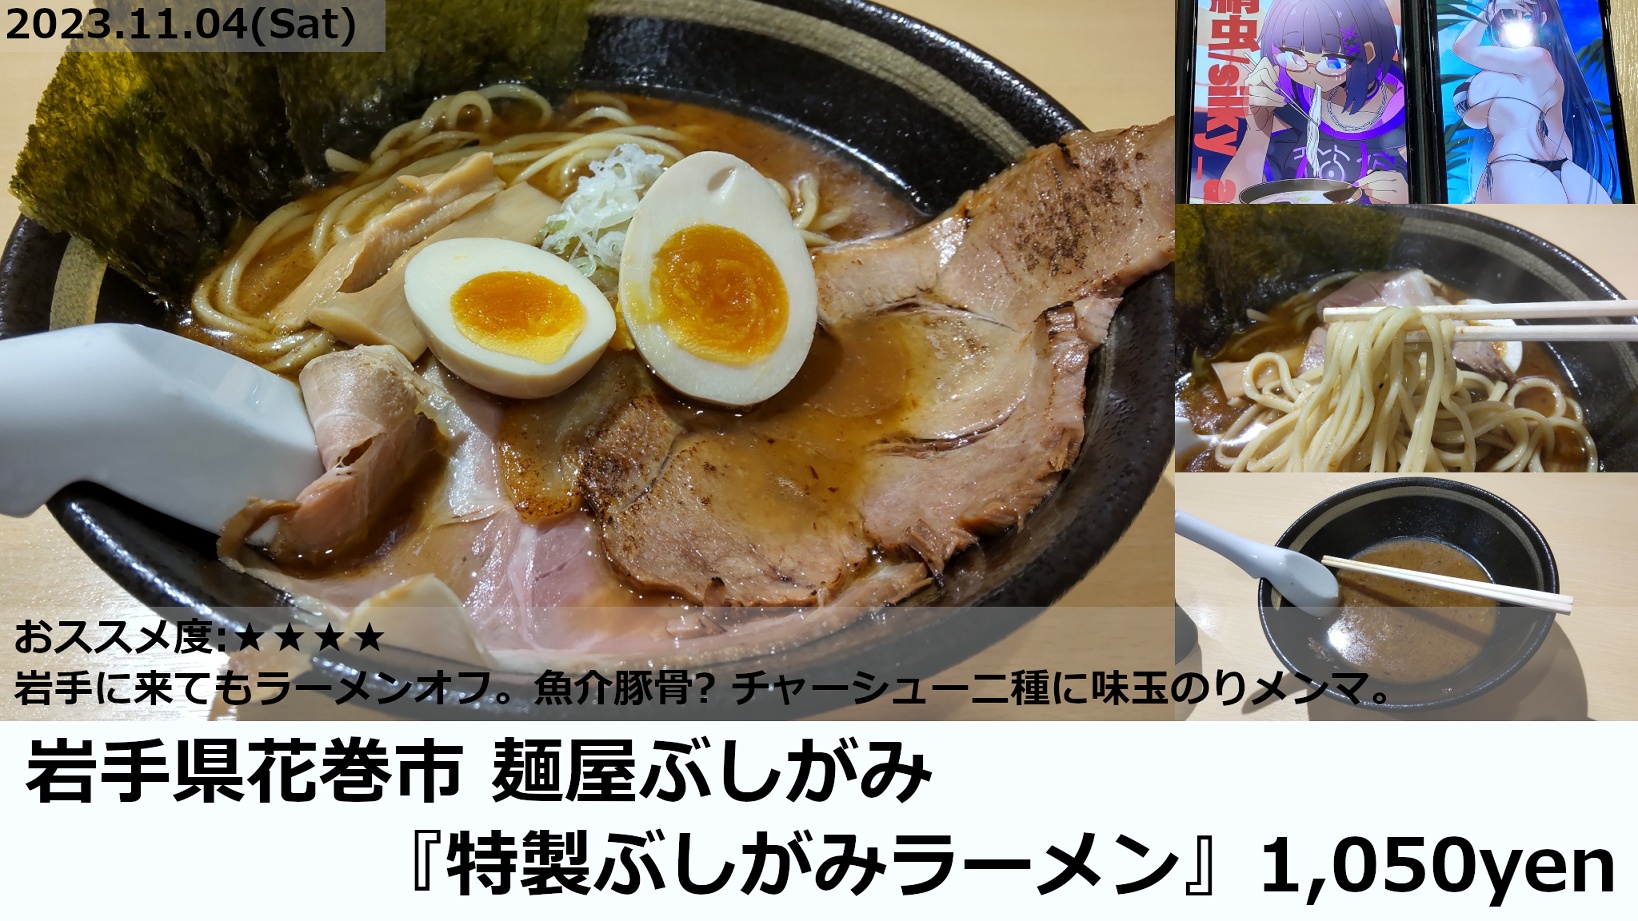 2023.11.04(Sat)
虫/siky_a
おススメ度:★★★★
岩手に来てもラーメンオフ。魚介豚骨? チャーシュー二種に味玉のりメンマ。
岩手県花巻市 麺屋ぶしがみ
『特製ぶしがみラーメン』1,050yen